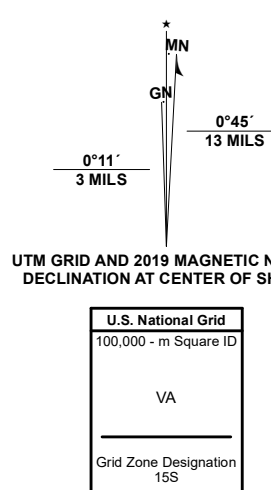 ★
MN
GN
0°45´
13 MILS
0°11´
3 MILS
UTM GRID AND 2019 MAGNETIC
DECLINATION AT CENTER OF
U.S. National Grid
100,000 - m Square ID
VA
Grid Zone Designation
15S